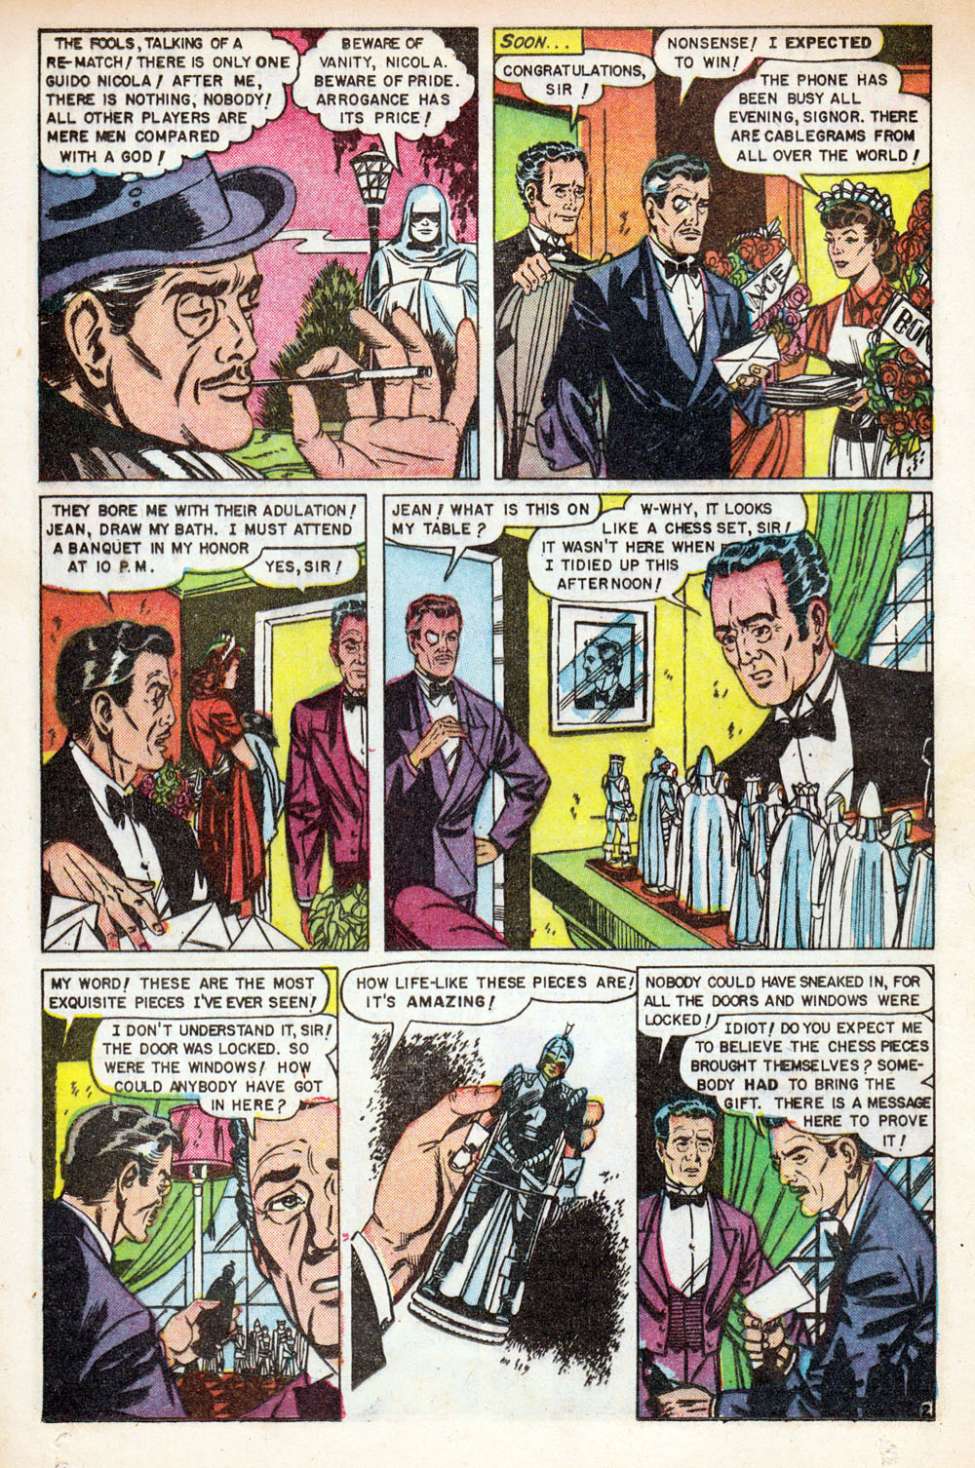 THE FOOLS, TALKING OF A
RE-MATCH! THERE IS ONLY ONE
GUIDO NICOLA! AFTER ME,
THERE IS NOTHING, NOBODY!
ALL OTHER PLAYERS ARE
MERE MEN COMPARED
WITH A GOD!
BEWARE OF
VANITY, NICOLA.
BEWARE OF PRIDE.
ARROGANCE HAS
ITS PRICE!
SOON...
CONGRATULATIONS,
SIR!
NONSENSE! I EXPECTED
TO WIN!
THE PHONE HAS
BEEN BUSY ALL
EVENING, SIGNOR. THERE
ARE CABLEGRAMS FROM
ALL OVER THE WORLD!
NCE
BON
THEY BORE ME WITH THEIR ADULATION!
JEAN, DRAW MY BATH. I MUST ATTEND
A BANQUET IN MY HONOR
AT 10 P.M.
YES, SIR!
JEAN! WHAT IS THIS ON
MY TABLE?
W-WHY, IT LOOKS
LIKE A CHESS SET, SIR!
IT WASN'T HERE WHEN
I TIDIED UP THIS
AFTERNOON!
MY WORD! THESE ARE THE MOST
EXQUISITE PIECES I'VE EVER SEEN!
I DON'T UNDERSTAND IT, SIR!
THE DOOR WAS LOCKED. SO
WERE THE WINDOWS! HOW
COULD ANYBODY HAVE GOT
IN HERE?
HOW LIFE-LIKE THESE PIECES ARE!
IT'S AMAZING!
NOBODY COULD HAVE SNEAKED IN, FOR
ALL THE DOORS AND WINDOWS WERE
LOCKED!
IDIOT! DO YOU EXPECT ME
TO BELIEVE THE CHESS PIECES
BROUGHT THEMSELVES? SOME-
BODY HAD TO BRING THE
GIFT. THERE IS A MESSAGE
HERE TO PROVE
IT!
2